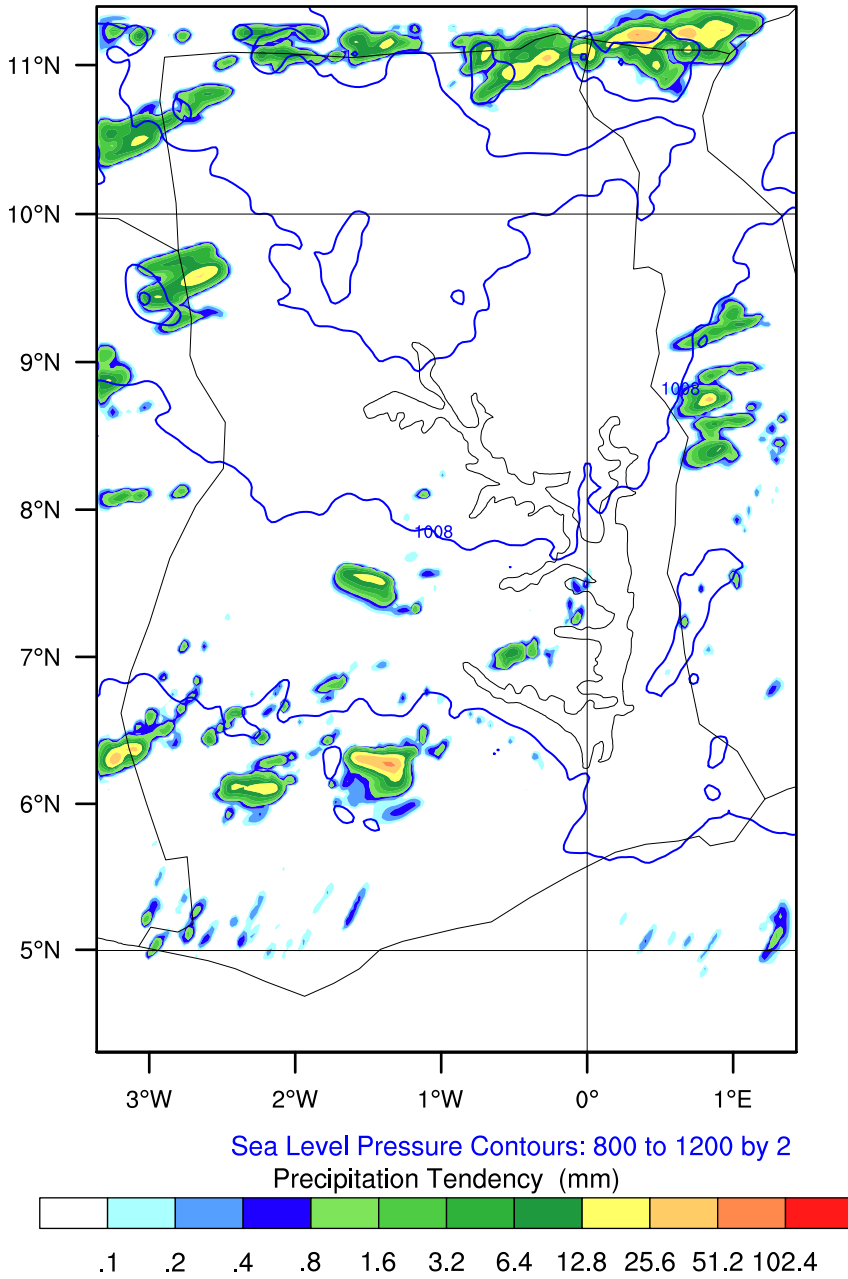 11°N
10°N
9°N
1008
8°N
1008
7°N
6°N
5°N
3°W 2°W 1°W 0° 1°E
Sea Level Pressure Contours: 800 to 1200 by 2
Precipitation Tendency (mm)
.1 .2 .4 .8 1.6 3.2 6.4 12.8 25.6 51.2 102.4